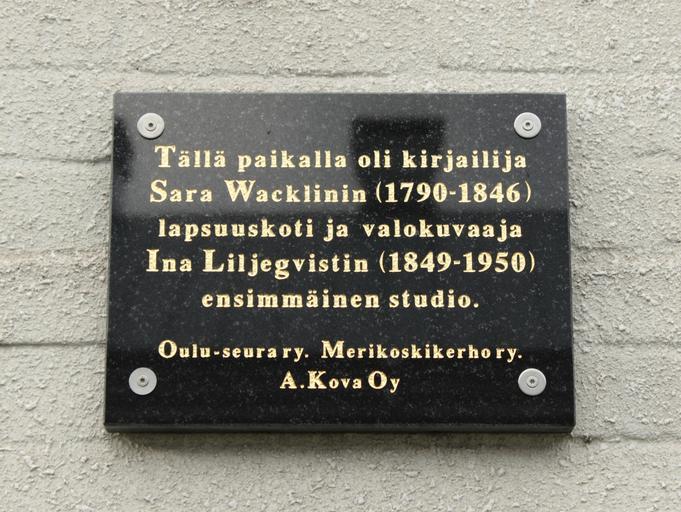 Tällä paikalla oli kirjailija
Sara Wacklinin (1790-1846)
lapsuuskoti ja valokuvaaja
Ina Liljegvistin (1849-1950)
ensimmäinen studio.
Oulu-seura ry. Merikoskikerho ry.
A. Kova Oy